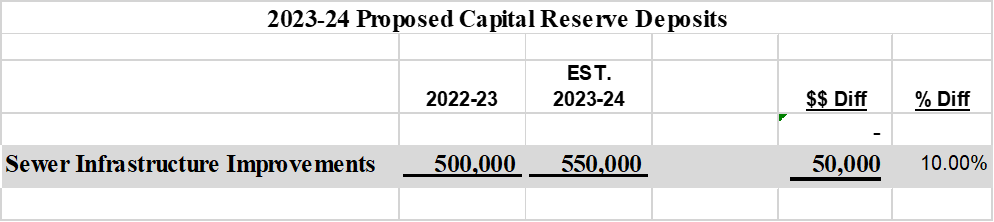 2023-24 Proposed Capital Reserve Deposits
EST.
2022-23 2023-24 $$ Diff % Diff
-
Sewer Infrastructure Improvements 500,000 550,000 50,000 10.00%